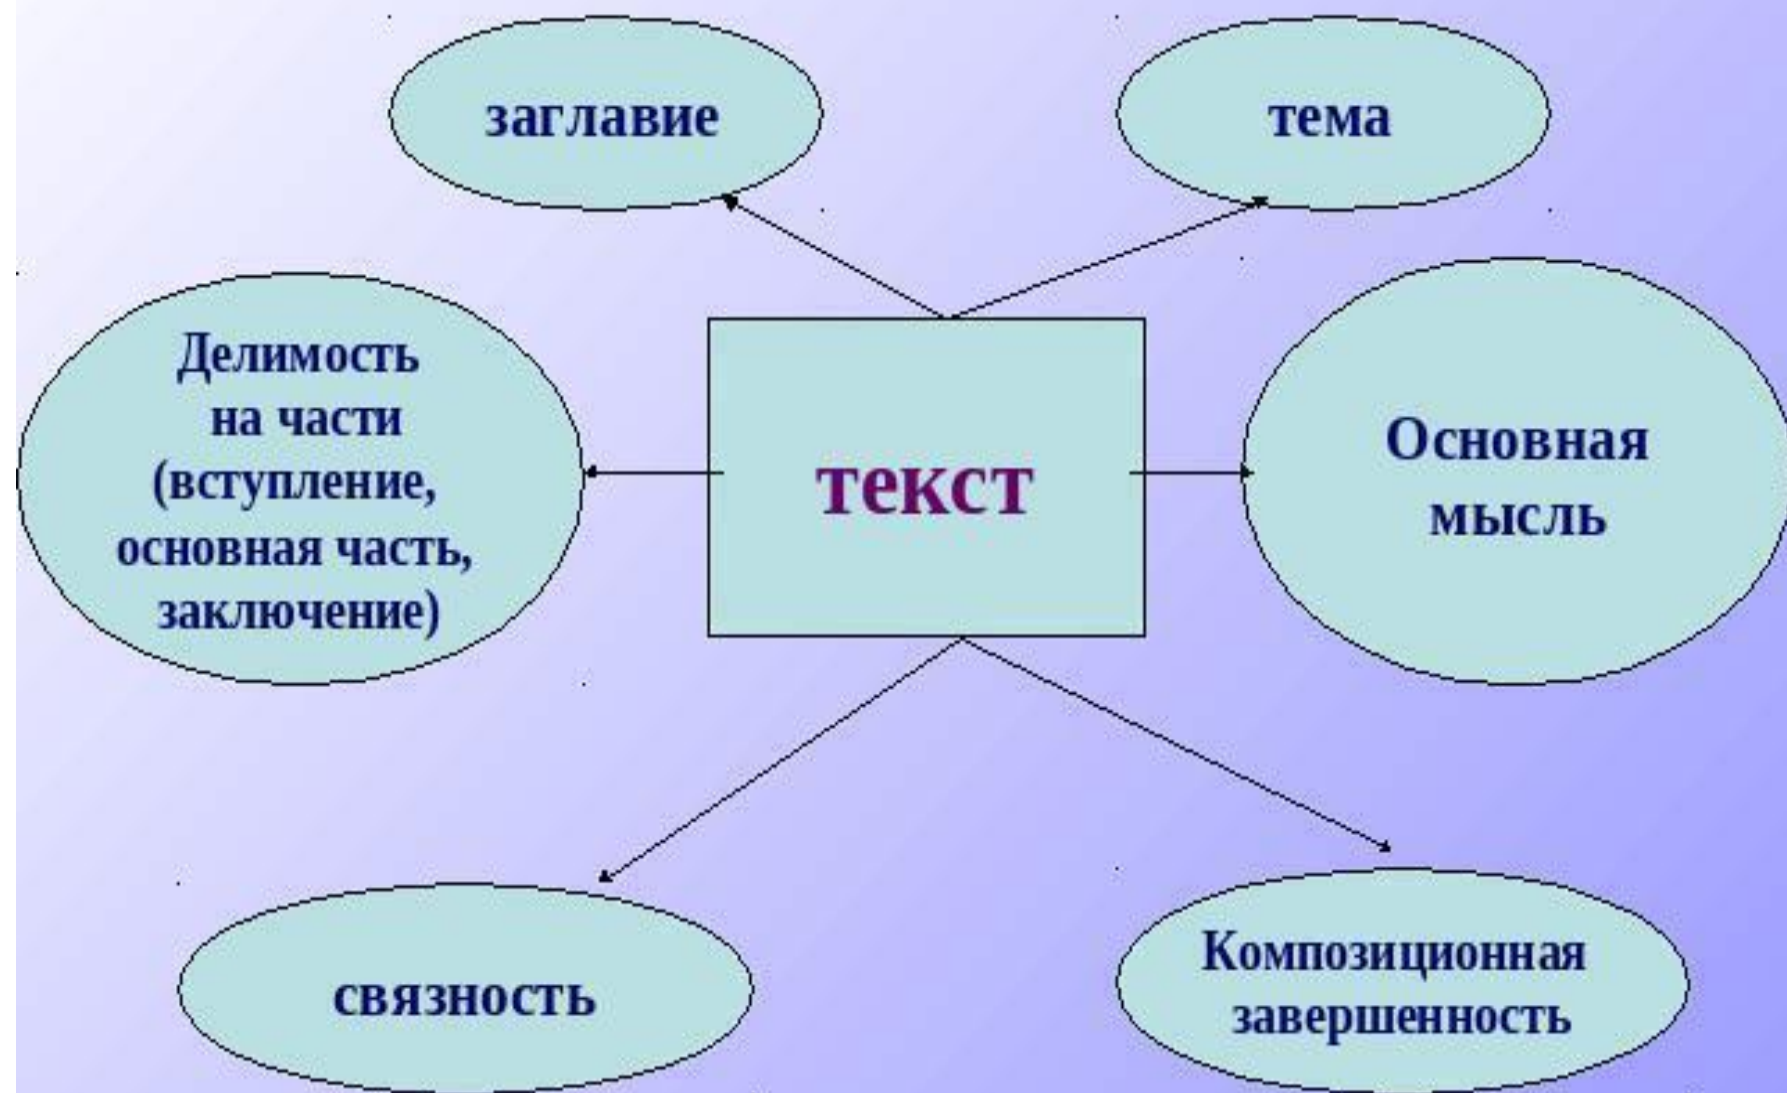 заглавие
тема
Делимость
на части
(вступление,
основная часть,
заключение)
текст
Основная
мысль
связность
Композиционная
завершенность